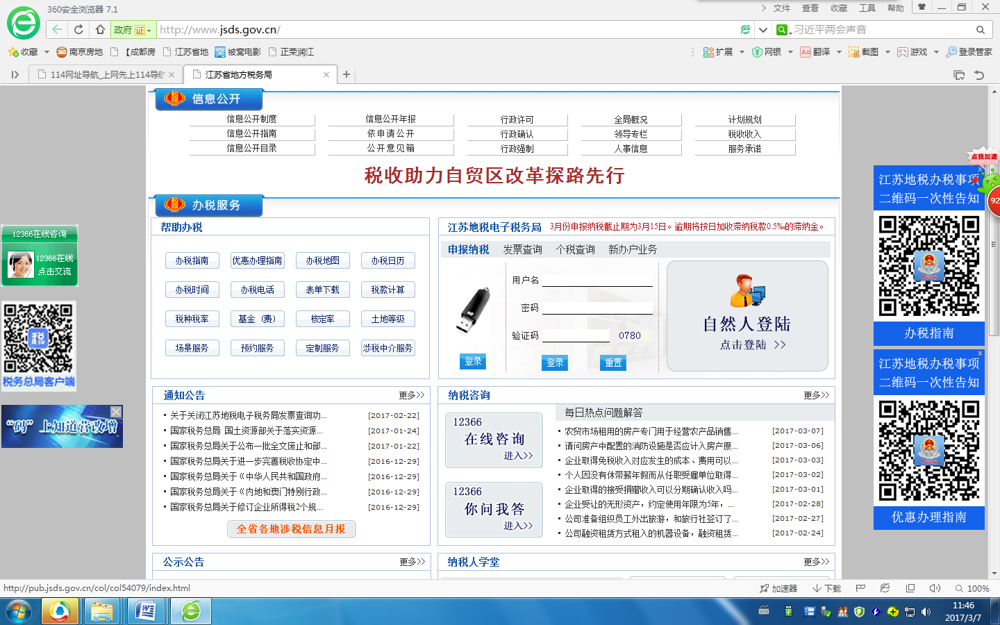 360安全浏览器 7.1
文件 查看 收藏 工具 帮助
政府 证 http://www.jsds.gov.cn/ 习近平两会声音
收藏 南京房地 【成都房 江苏省地 被窝电影 正荣润江 扩展 网银 翻译 截图 游戏 登录管家
114网址导航_上网先上114导航 江苏省地方税务局
信息公开
信息公开制度 信息公开年报 行政许可 全局概况 计划规划
信息公开指南 依申请公开 行政确认 领导专栏 税收收入
信息公开目录 公开意见箱 行政强制 人事信息 服务承诺
税收助力自贸区改革探路先行
办税服务
帮助办税
办税指南 优惠办理指南 办税地图 办税日历
办税时间 办税电话 表单下载 税款计算
税种税率 基金（费） 核定率 土地等级
场景服务 预约服务 定制服务 涉税中介服务
江苏地税电子税务局 3月份申报纳税截止期为3月15日。逾期将按日加收滞纳税款0.5‰的滞纳金。
申报纳税 发票查询 个税查询 新办户业务
用户名
密码
验证码 0780
登录 登录 重置
自然人登陆
点击登陆 >>
通知公告 更多>>
关于关闭江苏地税电子税务局发票查询功... [2017-02-22]
国家税务总局 国土资源部关于落实资源... [2017-01-24]
国家税务总局关于公布一批全文废止和部... [2017-01-22]
国家税务总局关于进一步完善税收协定中... [2016-12-29]
国家税务总局关于《中华人民共和国政府... [2016-12-29]
国家税务总局关于《内地和澳门特别行政... [2016-12-29]
国家税务总局关于修订企业所得税2个规... [2016-12-29]
全省各地涉税信息月报
纳税咨询 更多>>
12366
在线咨询
进入>>
12366
你问我答
进入>>
每日热点问题解答
农贸市场租用的房产专门用于经营农产品销售... [2017-03-07]
请问房产中配置的消防设施是否应计入房产原... [2017-03-06]
企业取得免税收入对应发生的成本、费用可以... [2017-03-03]
个人因没有休带薪年假而从任职受雇单位取得... [2017-03-02]
企业取得的接受捐赠收入可以分期确认收入吗... [2017-03-01]
企业受让的无形资产，约定使用年限为5年，... [2017-02-28]
公司准备组织员工外出旅游，和旅行社签订了... [2017-02-27]
公司融资租赁方式租入的机器设备，融资租赁... [2017-02-24]
公示公告 更多>>
纳税人学堂 更多>>
12366在线咨询
12366在线
点击交流
税
税务总局客户端
“码”上知道营改增
点我加速
92
江苏地税办税事项
二维码一次性告知
办税指南
x
江苏地税办税事项
二维码一次性告知
优惠办理指南
http://pub.jsds.gov.cn/col/col54079/index.html
加速器 下载 100%
11:46
2017/3/7